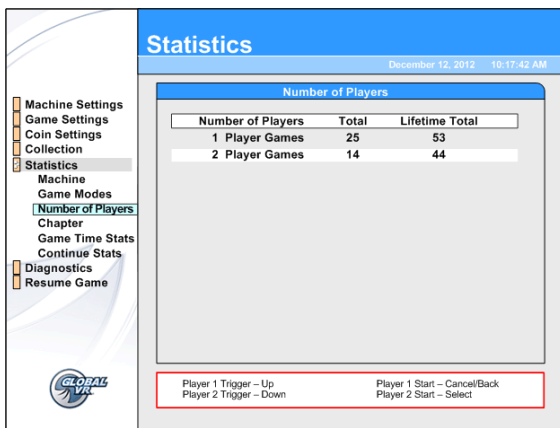 Statistics
December 12, 2012 10:17:42 AM
Machine Settings
Game Settings
Coin Settings
Collection
Statistics
Machine
Game Modes
Number of Players
Chapter
Game Time Stats
Continue Stats
Diagnostics
Resume Game
GLOBAL
VR
Number of Players
Number of Players Total Lifetime Total
1 Player Games 25 53
2 Player Games 14 44
Player 1 Trigger – Up Player 1 Start – Cancel/Back
Player 2 Trigger – Down Player 2 Start – Select